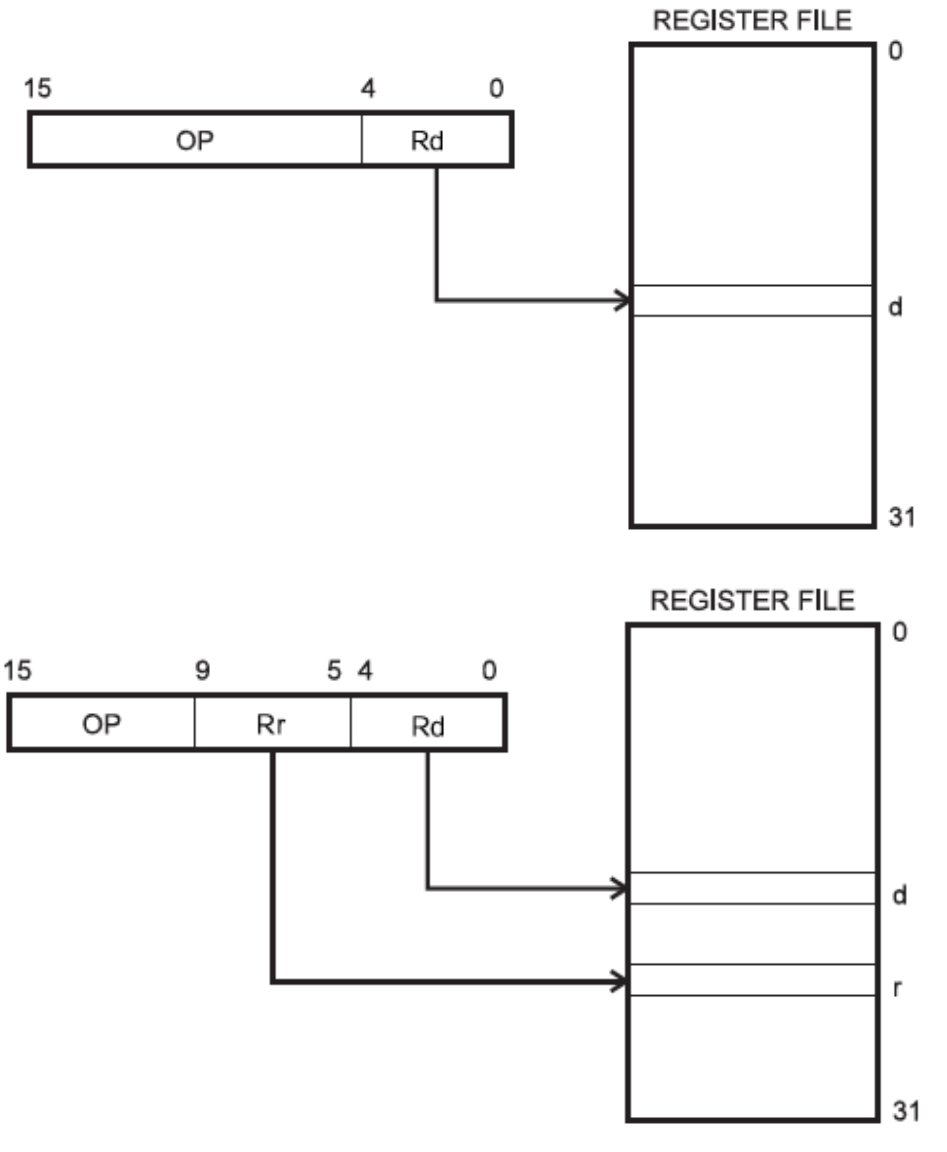 REGISTER FILE
0
15 4 0
OP Rd
d
31
REGISTER FILE
0
15 9 5 4 0
OP Rr Rd
d
r
31